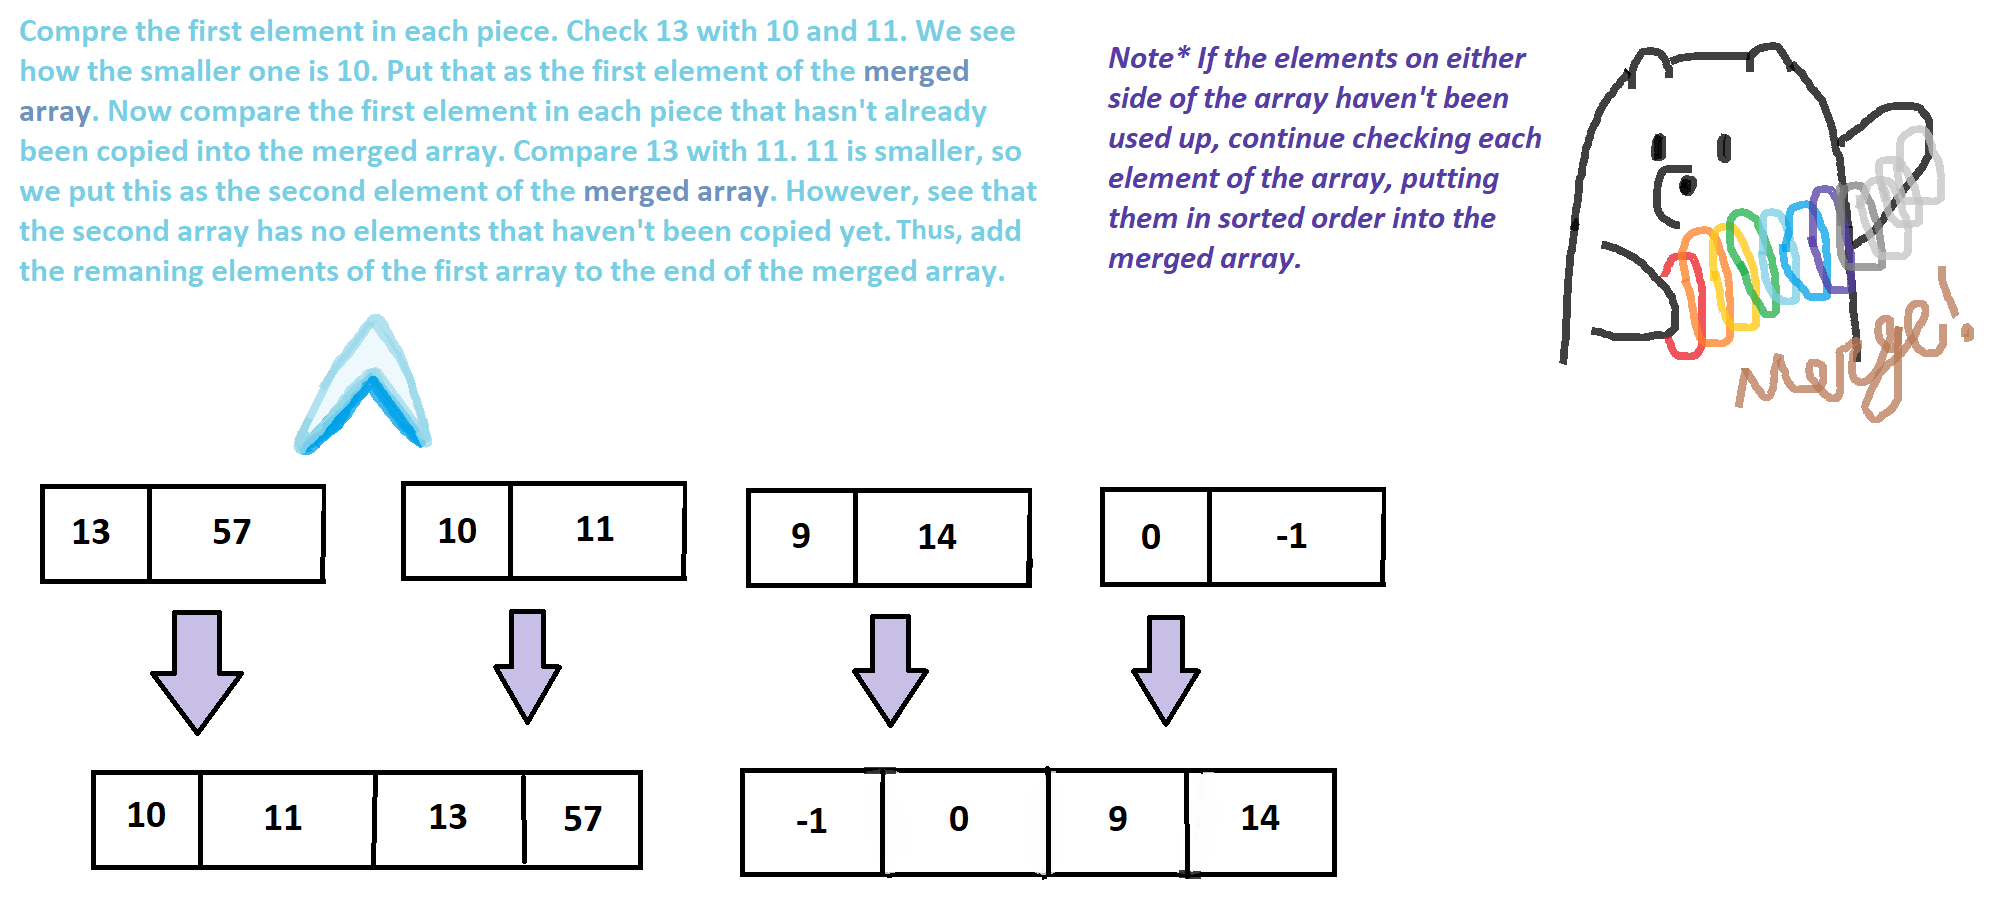 Compre the first element in each piece. Check 13 with 10 and 11. We see
how the smaller one is 10. Put that as the first element of the merged
array. Now compare the first element in each piece that hasn't already
been copied into the merged array. Compare 13 with 11. 11 is smaller, so
we put this as the second element of the merged array. However, see that
the second array has no elements that haven't been copied yet. Thus, add
the remaning elements of the first array to the end of the merged array.
Note* If the elements on either
side of the array haven't been
used up, continue checking each
element of the array, putting
them in sorted order into the
merged array.
merge!
13 57 10 11 9 14 0 -1
10 11 13 57 -1 0 9 14